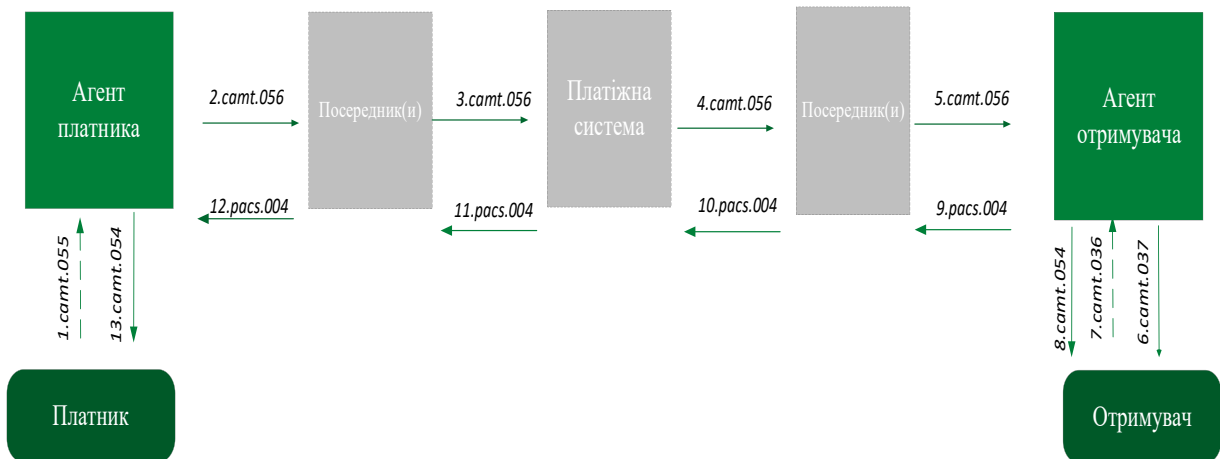 Агент
платника
2.camt.056
Посередник(и)
3.camt.056
Платіжна
система
4.camt.056
Посередник(и)
5.camt.056
Агент
отримувача
12.pacs.004
11.pacs.004
10.pacs.004
9.pacs.004
1.camt.055
13.camt.054
8.camt.054
7.camt.036
6.camt.037
Платник
Отримувач